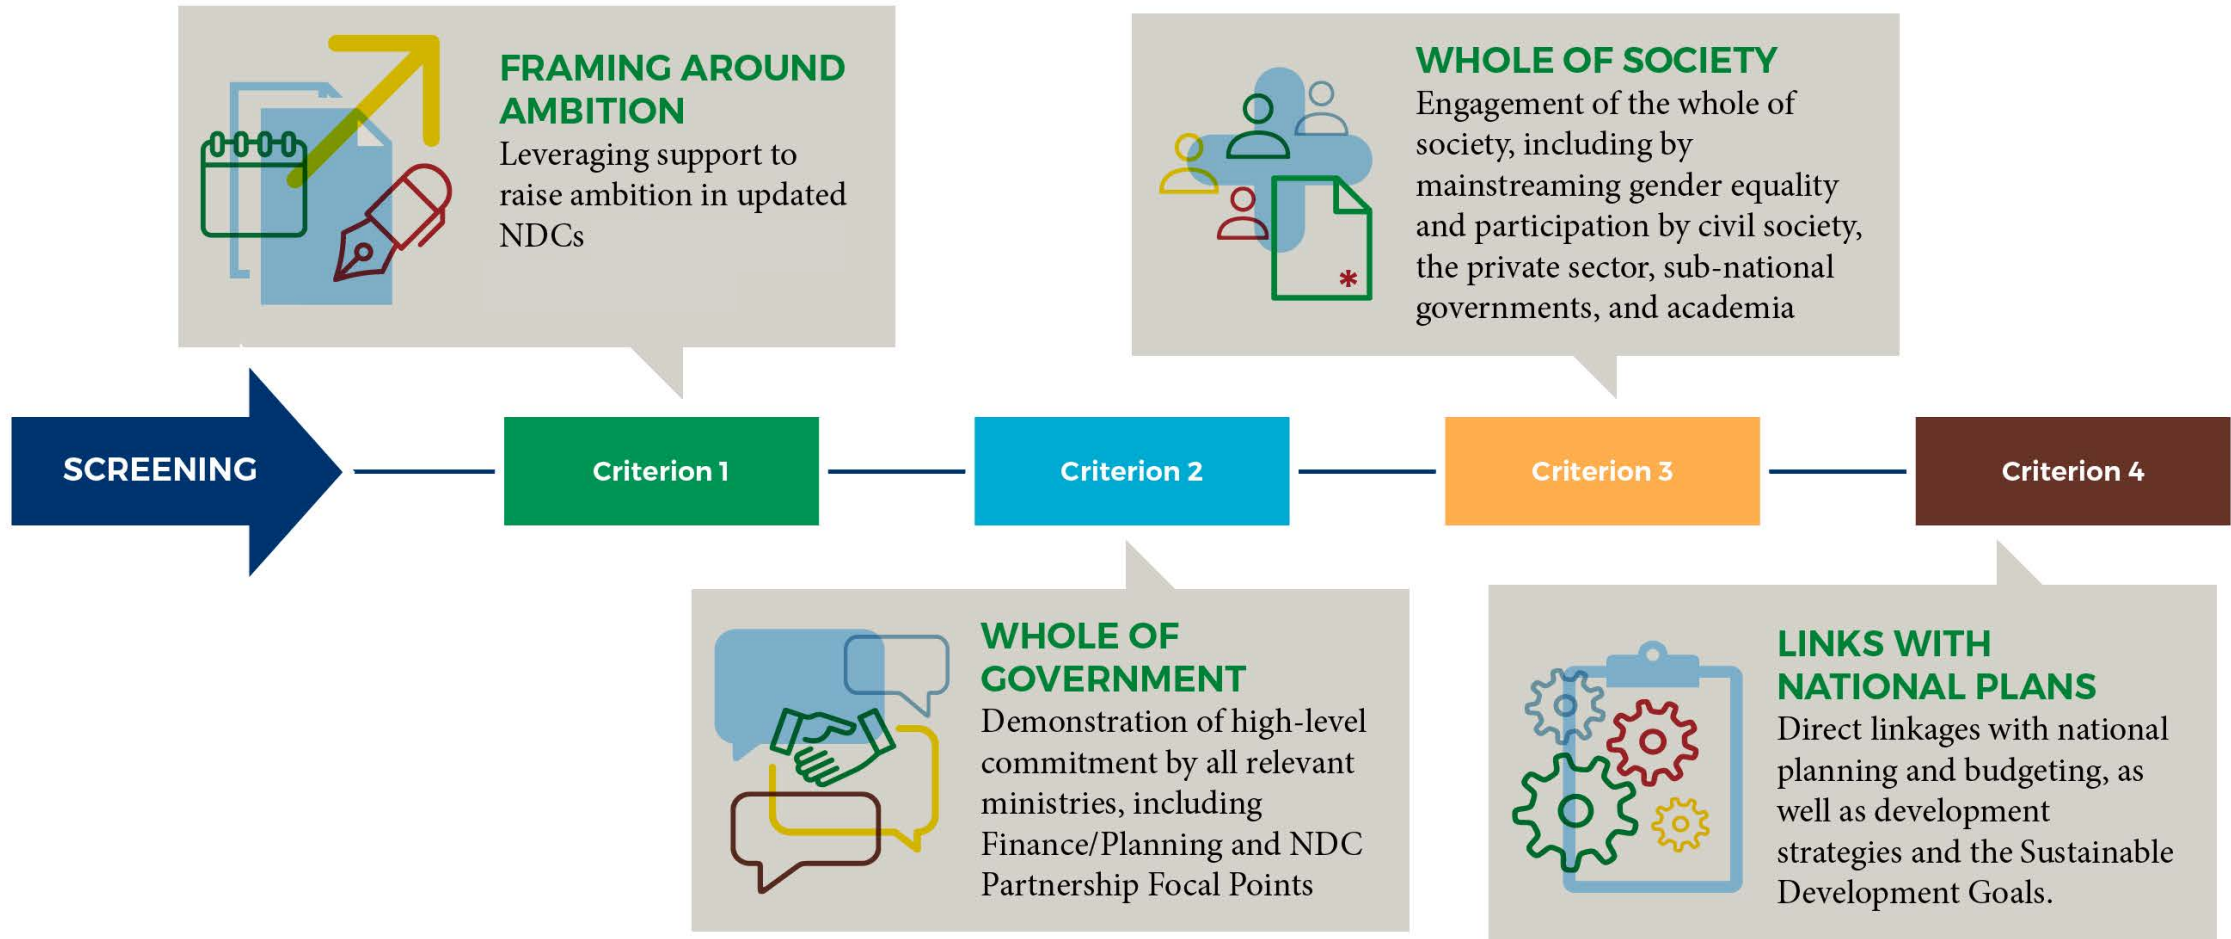 FRAMING AROUND
AMBITION
Leveraging support to
raise ambition in updated
NDCs
WHOLE OF SOCIETY
Engagement of the whole of
society, including by
mainstreaming gender equality
and participation by civil society,
the private sector, sub-national
governments, and academia
*
SCREENING
Criterion 1
Criterion 2
Criterion 3
Criterion 4
WHOLE OF
GOVERNMENT
Demonstration of high-level
commitment by all relevant
ministries, including
Finance/Planning and NDC
Partnership Focal Points
LINKS WITH
NATIONAL PLANS
Direct linkages with national
planning and budgeting, as
well as development
strategies and the Sustainable
Development Goals.